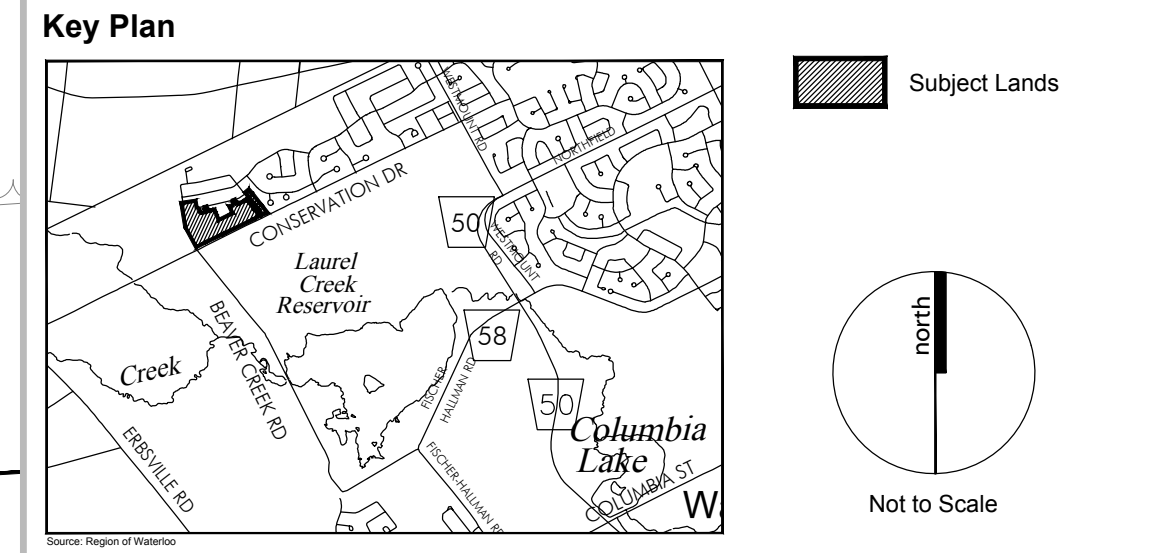 Key Plan
Subject Lands
WESTMOUNT RD
NORTHFIELD
CONSERVATION DR
50
WESTMOUNT
RD
Laurel
Creek
Reservoir
north
BEAVER CREEK RD
58
Creek
FISCHER
HALLMAN RD
50
Columbia
Lake
ERBSVILLE RD
FISCHER-HALLMAN RD
COLUMBIA ST
Not to Scale
Source: Region of Waterloo